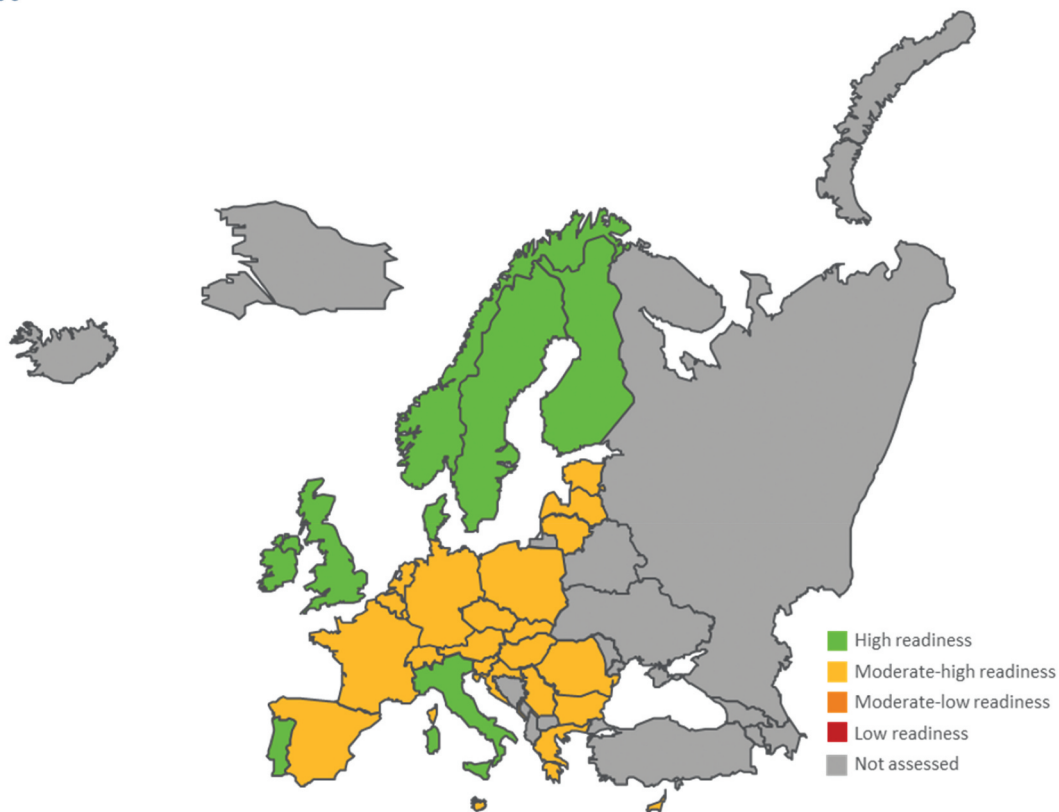 High readiness
Moderate-high readiness
Moderate-low readiness
Low readiness
Not assessed